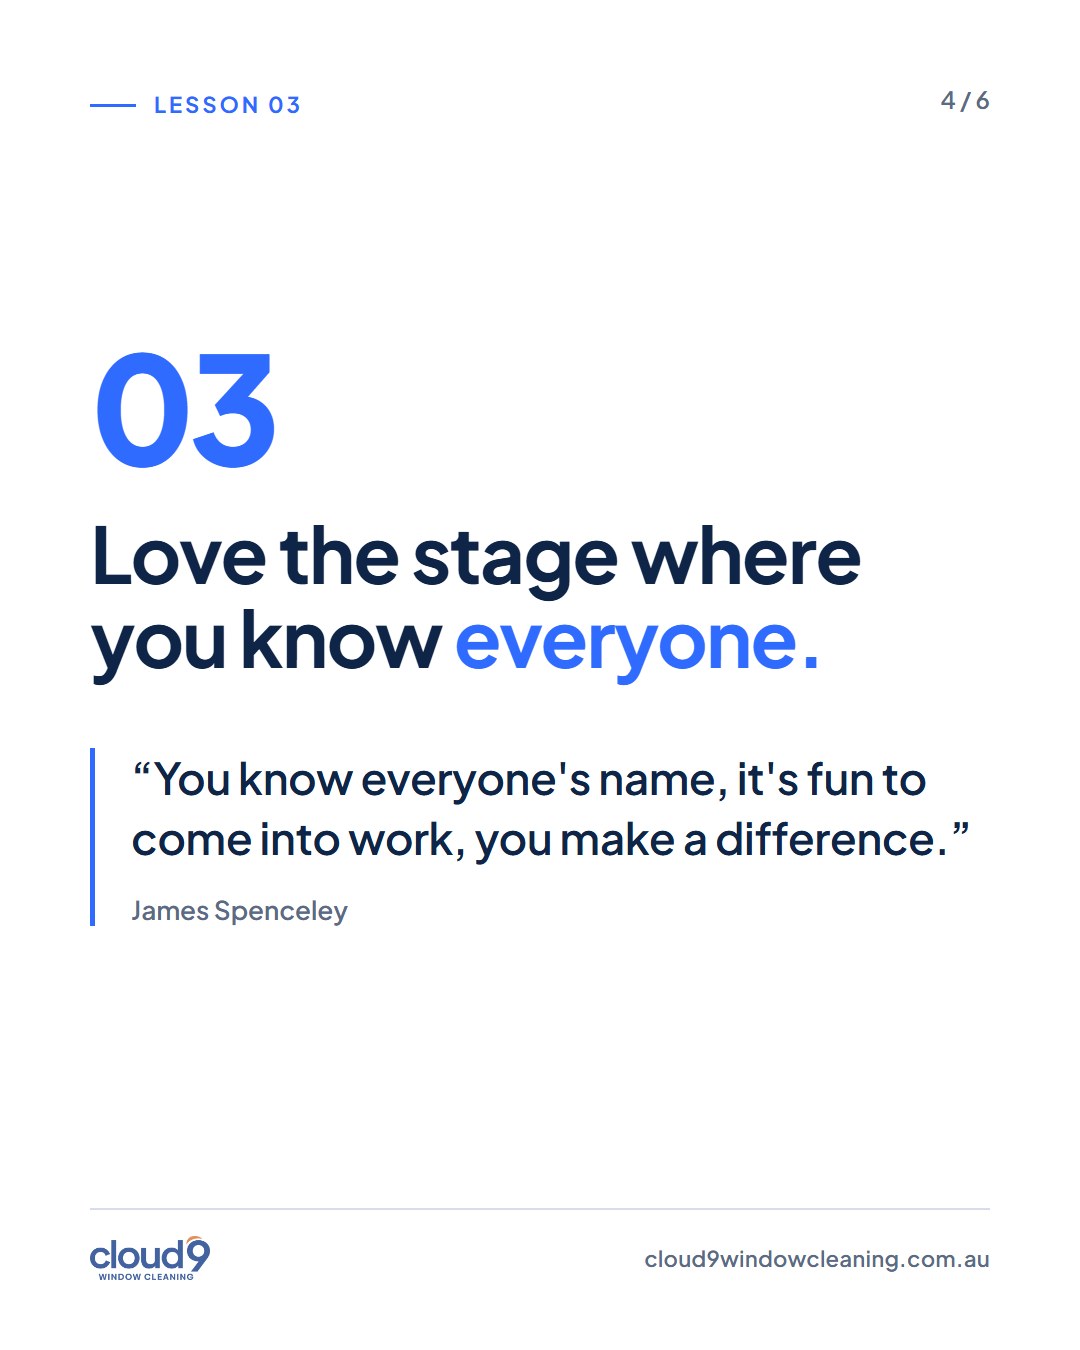 LESSON 03
4 / 6
03
Love the stage where
you know everyone.
“You know everyone's name, it's fun to
come into work, you make a difference.”
James Spenceley
cloud9
WINDOW CLEANING
cloud9windowcleaning.com.au